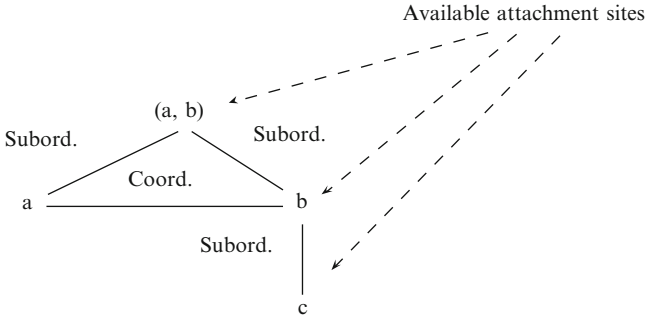 Available attachment sites
(a, b)
Subord.
Subord.
Coord.
a
b
Subord.
c